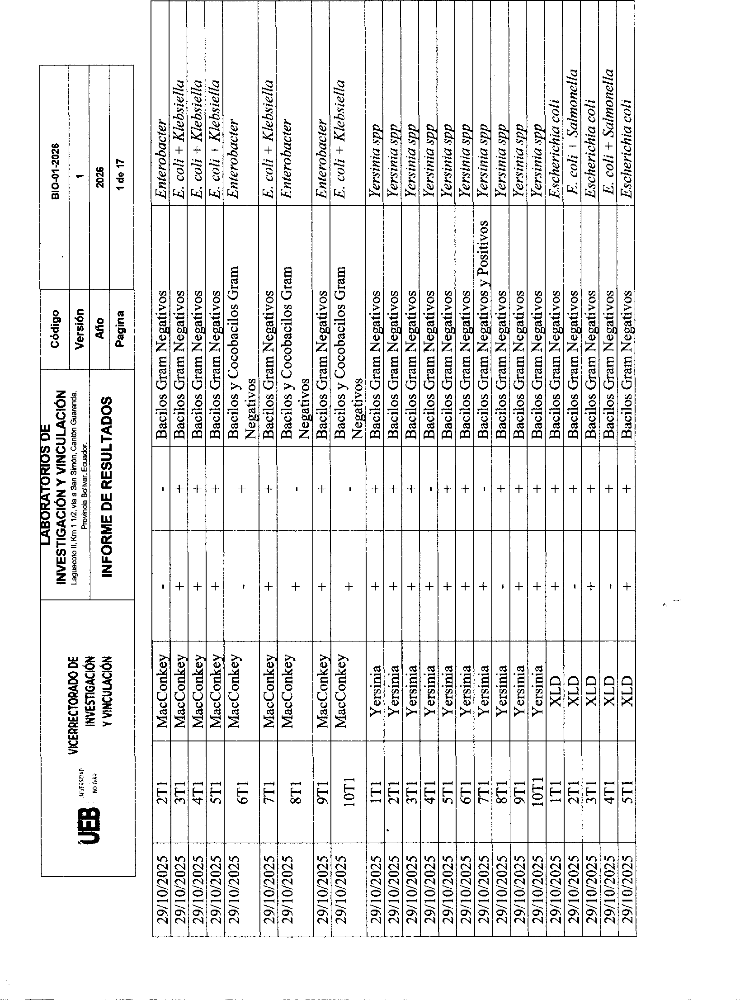 UEB UNIVERSIDAD BOLÍVAR
VICERRECTORADO DE
INVESTIGACIÓN
Y VINCULACIÓN
LABORATORIOS DE
INVESTIGACIÓN Y VINCULACIÓN
Laguacoto II, Km 1 1/2, vía a San Simón, Cantón Guaranda,
Provincia Bolívar, Ecuador.
INFORME DE RESULTADOS
Código BIO-01-2026
Versión 1
Año 2026
Pagina 1 de 17
29/10/2025 2T1 MacConkey - - Bacilos Gram Negativos Enterobacter
29/10/2025 3T1 MacConkey + + Bacilos Gram Negativos E. coli + Klebsiella
29/10/2025 4T1 MacConkey + + Bacilos Gram Negativos E. coli + Klebsiella
29/10/2025 5T1 MacConkey + + Bacilos Gram Negativos E. coli + Klebsiella
29/10/2025 6T1 MacConkey - + Bacilos y Cocobacilos Gram Enterobacter
Negativos
29/10/2025 7T1 MacConkey + + Bacilos Gram Negativos E. coli + Klebsiella
29/10/2025 8T1 MacConkey + - Bacilos y Cocobacilos Gram Enterobacter
Negativos
29/10/2025 9T1 MacConkey + + Bacilos Gram Negativos Enterobacter
29/10/2025 10T1 MacConkey + - Bacilos y Cocobacilos Gram E. coli + Klebsiella
Negativos
29/10/2025 1T1 Yersinia + + Bacilos Gram Negativos Yersinia spp
29/10/2025 2T1 Yersinia + + Bacilos Gram Negativos Yersinia spp
29/10/2025 3T1 Yersinia + + Bacilos Gram Negativos Yersinia spp
29/10/2025 4T1 Yersinia + - Bacilos Gram Negativos Yersinia spp
29/10/2025 5T1 Yersinia + + Bacilos Gram Negativos Yersinia spp
29/10/2025 6T1 Yersinia + + Bacilos Gram Negativos Yersinia spp
29/10/2025 7T1 Yersinia + - Bacilos Gram Negativos y Positivos Yersinia spp
29/10/2025 8T1 Yersinia - + Bacilos Gram Negativos Yersinia spp
29/10/2025 9T1 Yersinia + + Bacilos Gram Negativos Yersinia spp
29/10/2025 10T1 Yersinia + + Bacilos Gram Negativos Yersinia spp
29/10/2025 1T1 XLD + + Bacilos Gram Negativos Escherichia coli
29/10/2025 2T1 XLD - + Bacilos Gram Negativos E. coli + Salmonella
29/10/2025 3T1 XLD + + Bacilos Gram Negativos Escherichia coli
29/10/2025 4T1 XLD - + Bacilos Gram Negativos E. coli + Salmonella
29/10/2025 5T1 XLD + + Bacilos Gram Negativos Escherichia coli